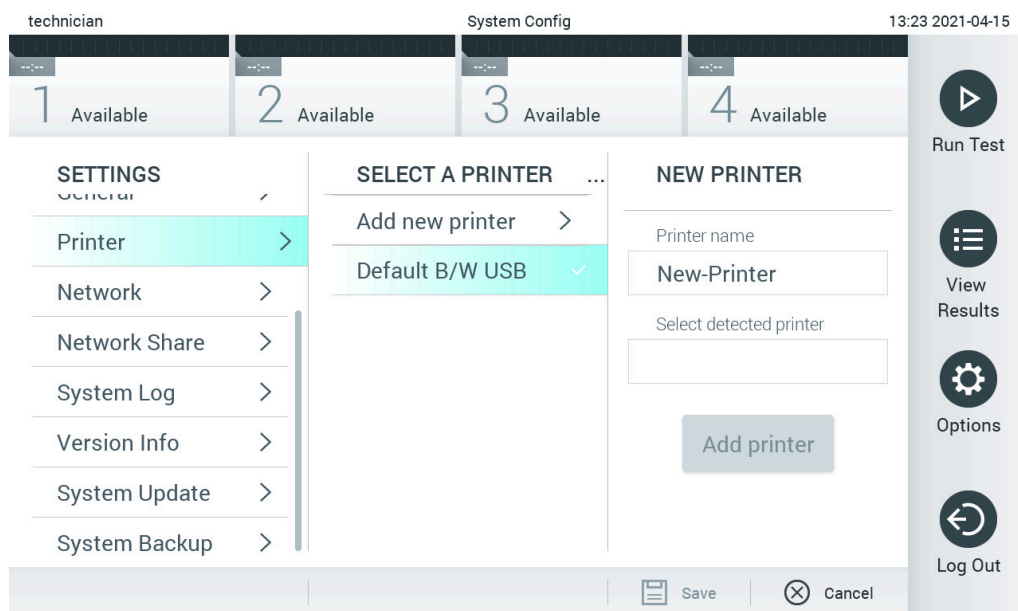 technician System Config 13:23 2021-04-15
--:-- --:-- --:-- --:--
1 Available 2 Available 3 Available 4 Available
Run Test
SETTINGS SELECT A PRINTER ... NEW PRINTER
General
Add new printer
Printer name
Printer
New-Printer
Default B/W USB
View
Results
Network
Select detected printer
Network Share
System Log
Options
Version Info
Add printer
System Update
System Backup
Log Out
Save Cancel